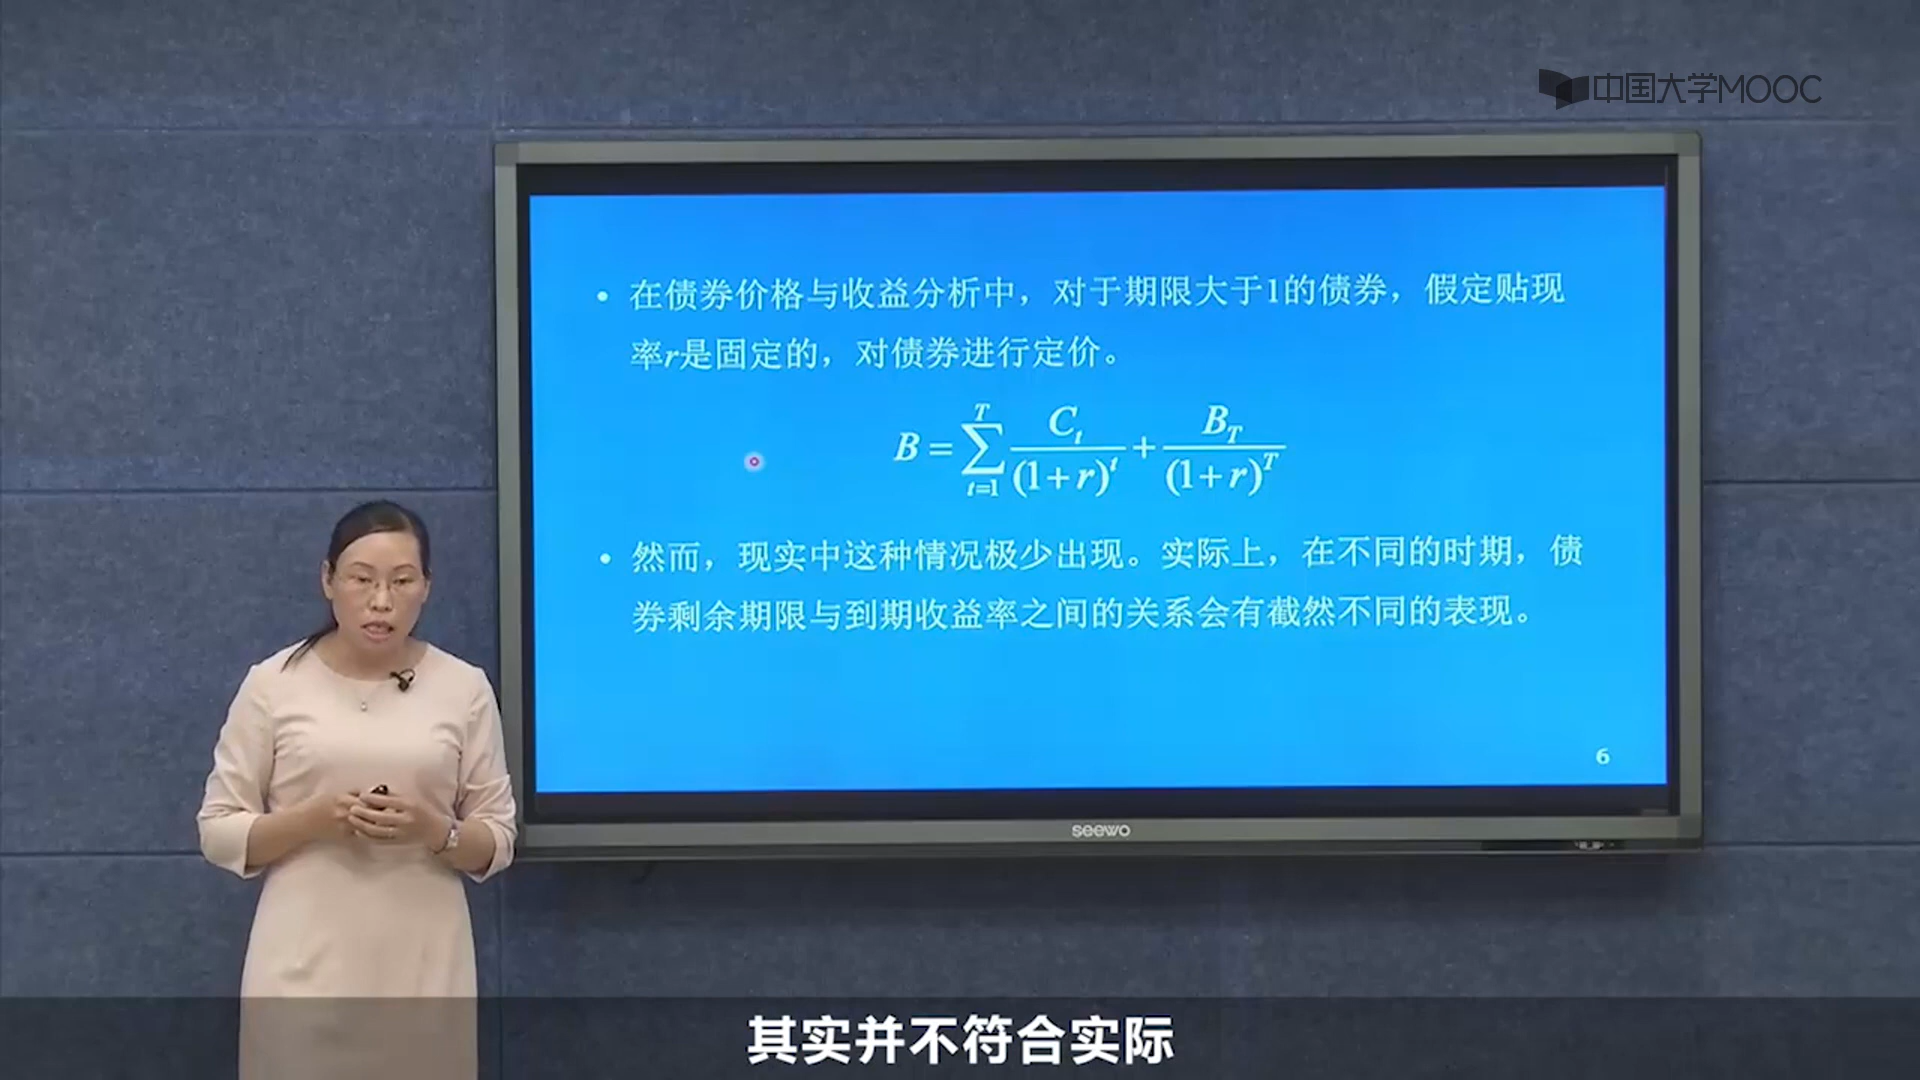 中国大学MOOC
在债券价格与收益分析中，对于期限大于1的债券，假定贴现
率r是固定的，对债券进行定价。
B = \sum_{t=1}^{T} \frac{C_t}{(1+r)^t} + \frac{B_T}{(1+r)^T}
然而，现实中这种情况极少出现。实际上，在不同的时期，债
券剩余期限与到期收益率之间的关系会有截然不同的表现。
6
seewo
其实并不符合实际